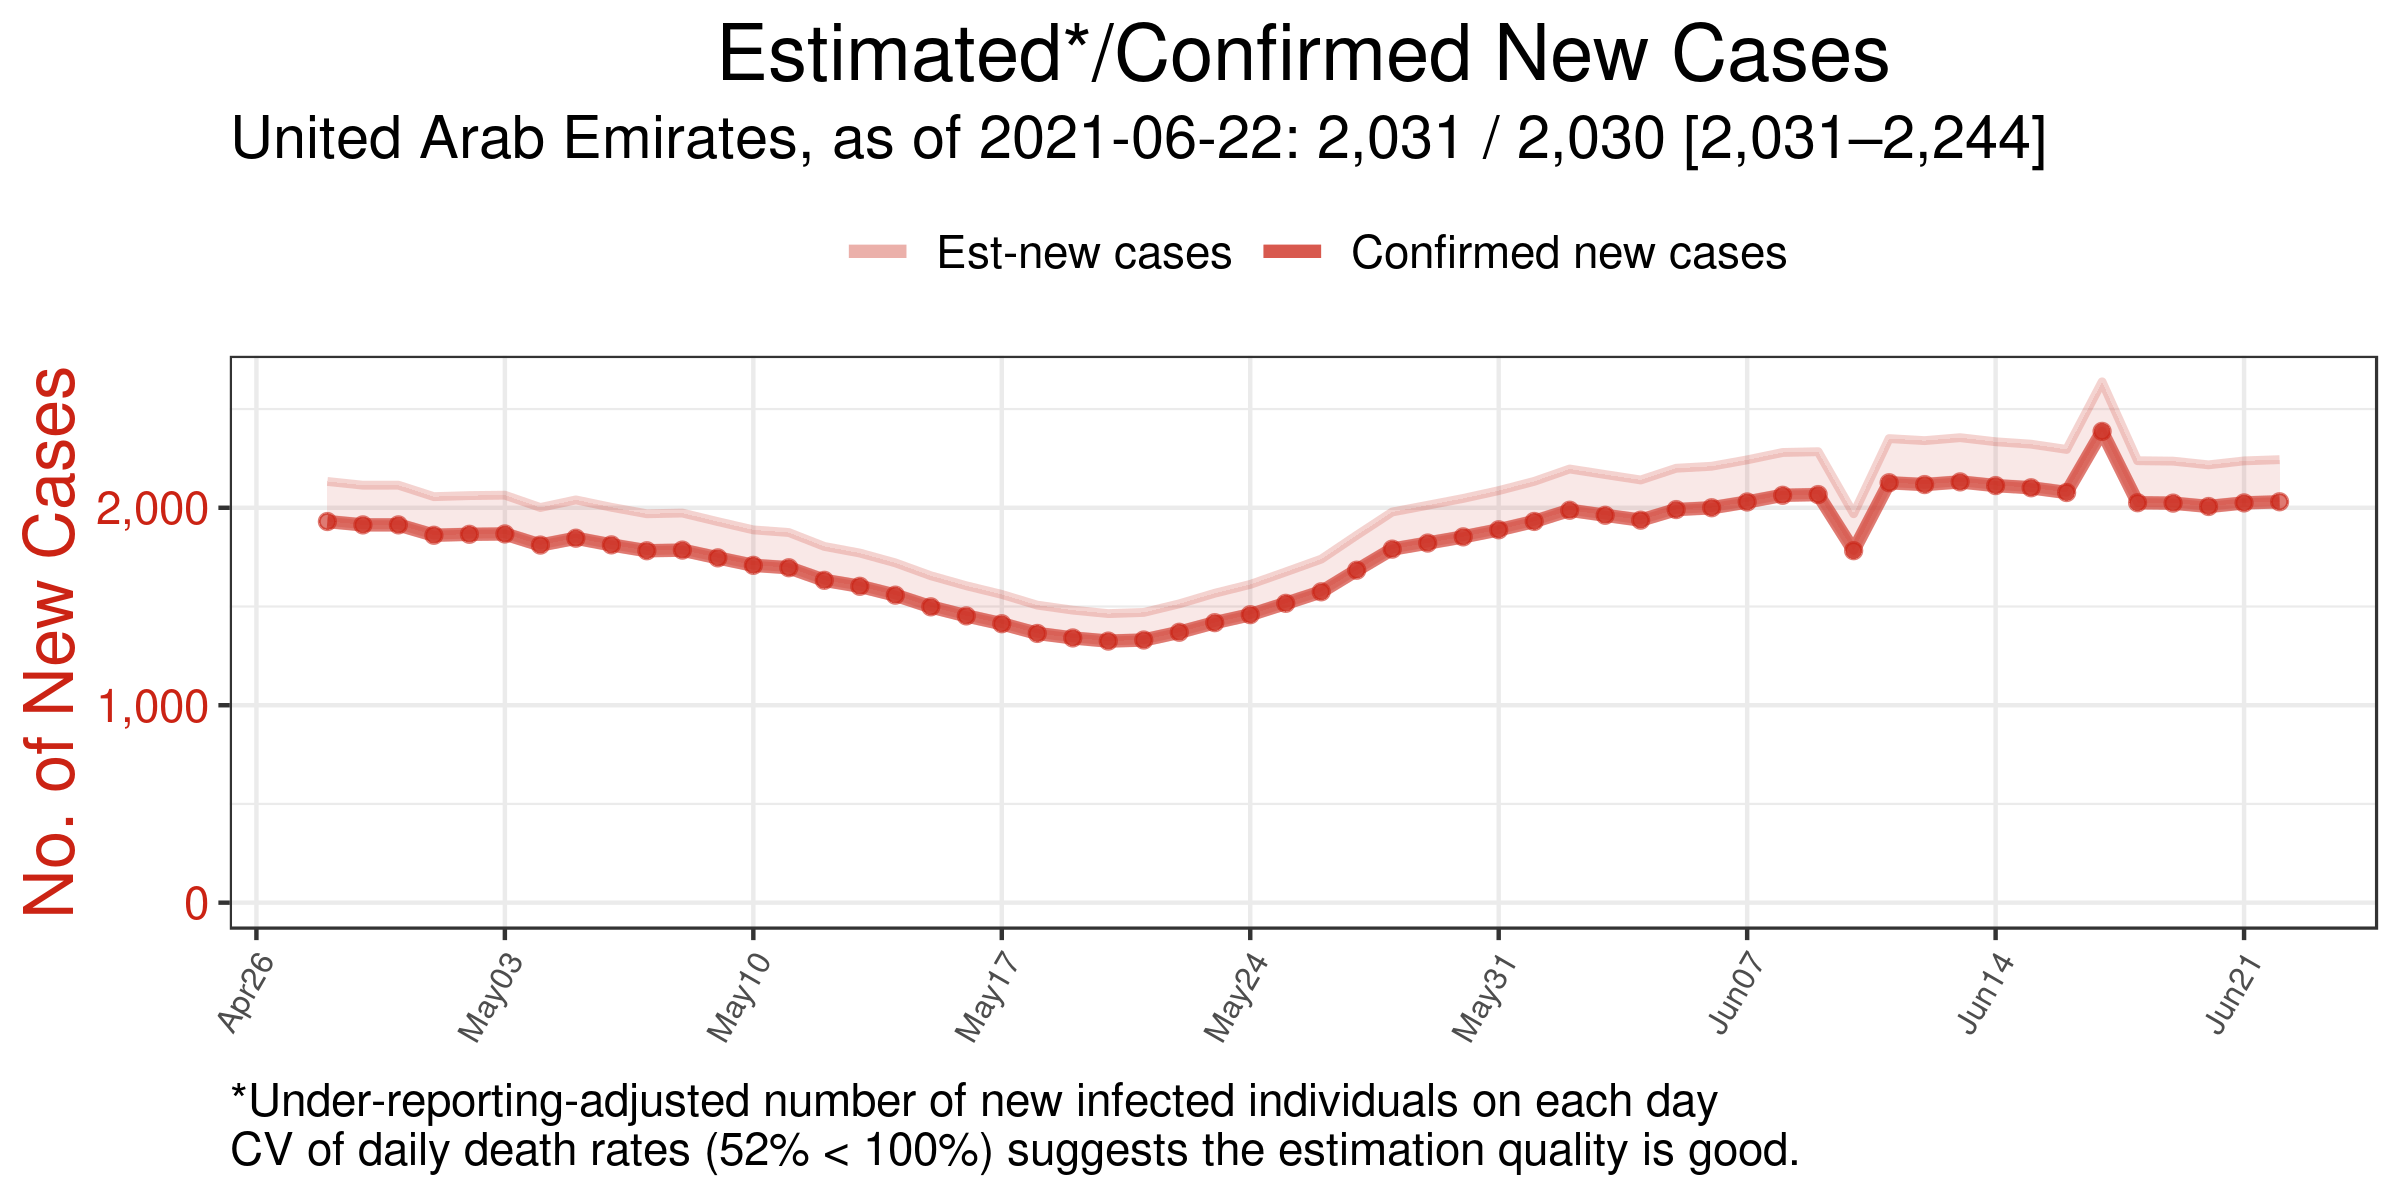 Estimated*/Confirmed New Cases
United Arab Emirates, as of 2021-06-22: 2,031 / 2,030 [2,031–2,244]
Est-new cases Confirmed new cases
No. of New Cases
2,000
1,000
0
Apr26 May03 May10 May17 May24 May31 Jun07 Jun14 Jun21
*Under-reporting-adjusted number of new infected individuals on each day
CV of daily death rates (52% < 100%) suggests the estimation quality is good.